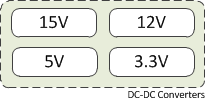 15V 12V
5V 3.3V
DC-DC Converters